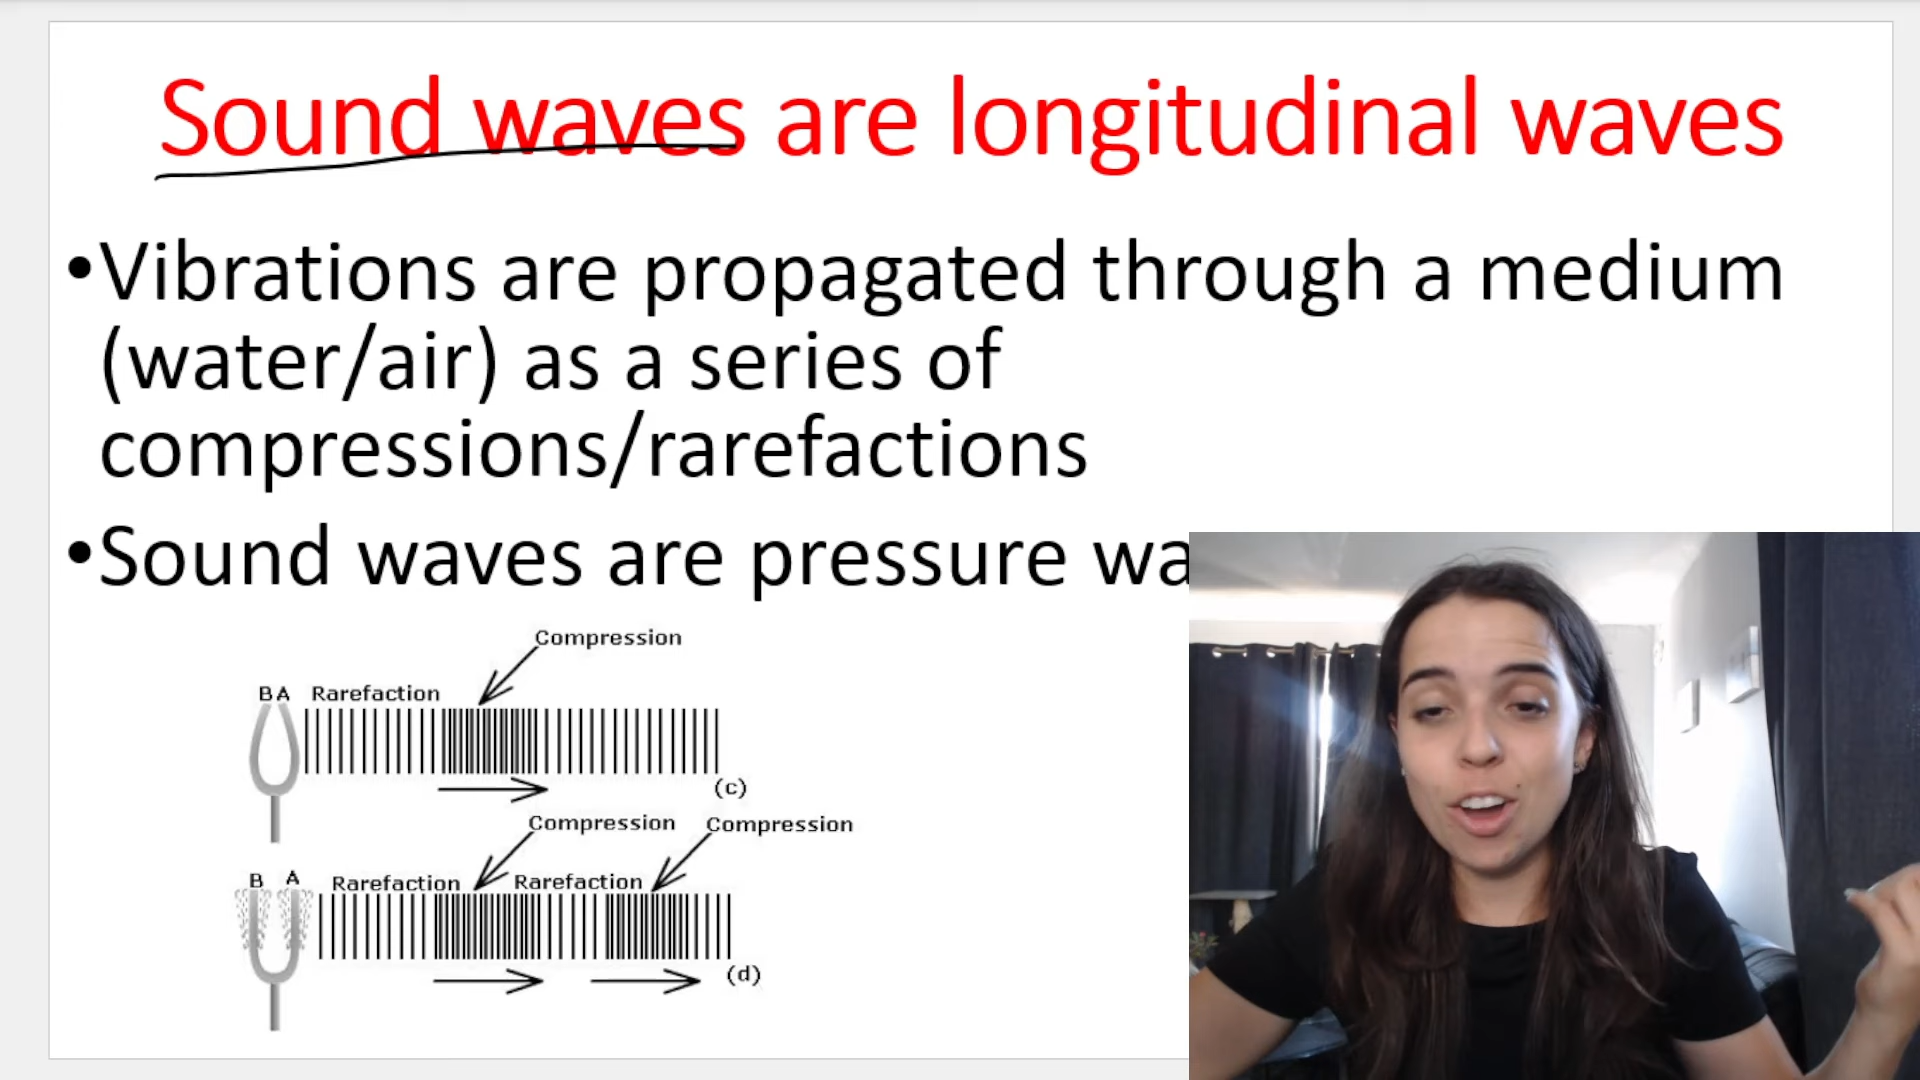 Sound waves are longitudinal waves
•Vibrations are propagated through a medium
(water/air) as a series of
compressions/rarefactions
•Sound waves are pressure
Compression
B A Rarefaction
(c)
Compression Compression
B A Rarefaction Rarefaction
(d)